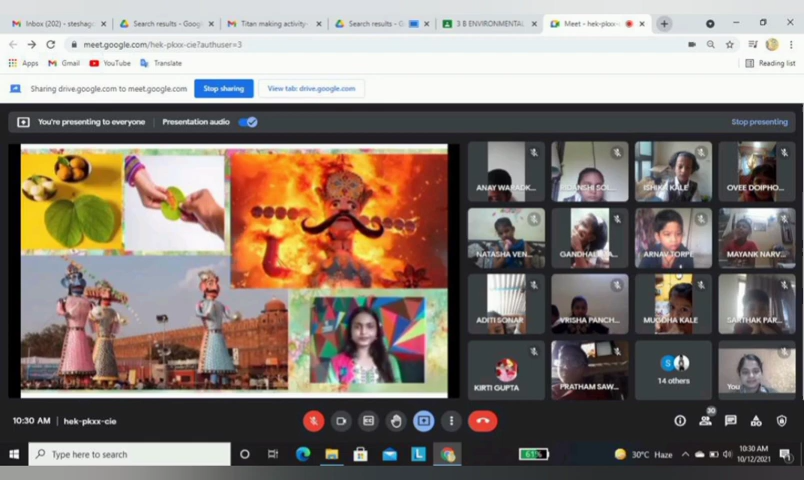 Inbox (202) - steshag
Search results - Goog
Titan making activity-
Search results - G
3 B ENVIRONMENTAL
Meet - hek-pkxx-
meet.google.com/hek-pkxx-cie?authuser=3
Apps
Gmail
YouTube
Translate
Reading list
Sharing drive.google.com to meet.google.com
Stop sharing
View tab: drive.google.com
You're presenting to everyone
Presentation audio
Stop presenting
ANAY WARADK...
ISHIKA KALE
OVEE DOIPHO...
NATASHA VEN...
ARNAV TORPE
MAYANK NARV...
ADITI SONAR
VRISHA PANCH...
MUGDHA KALE
SARTHAK PAR...
KIRTI GUPTA
PRATHAM SAW...
S
14 others
You
10:30 AM | hek-pkxx-cie
30
Type here to search
L
61%
30°C Haze
10:30 AM
10/12/2021